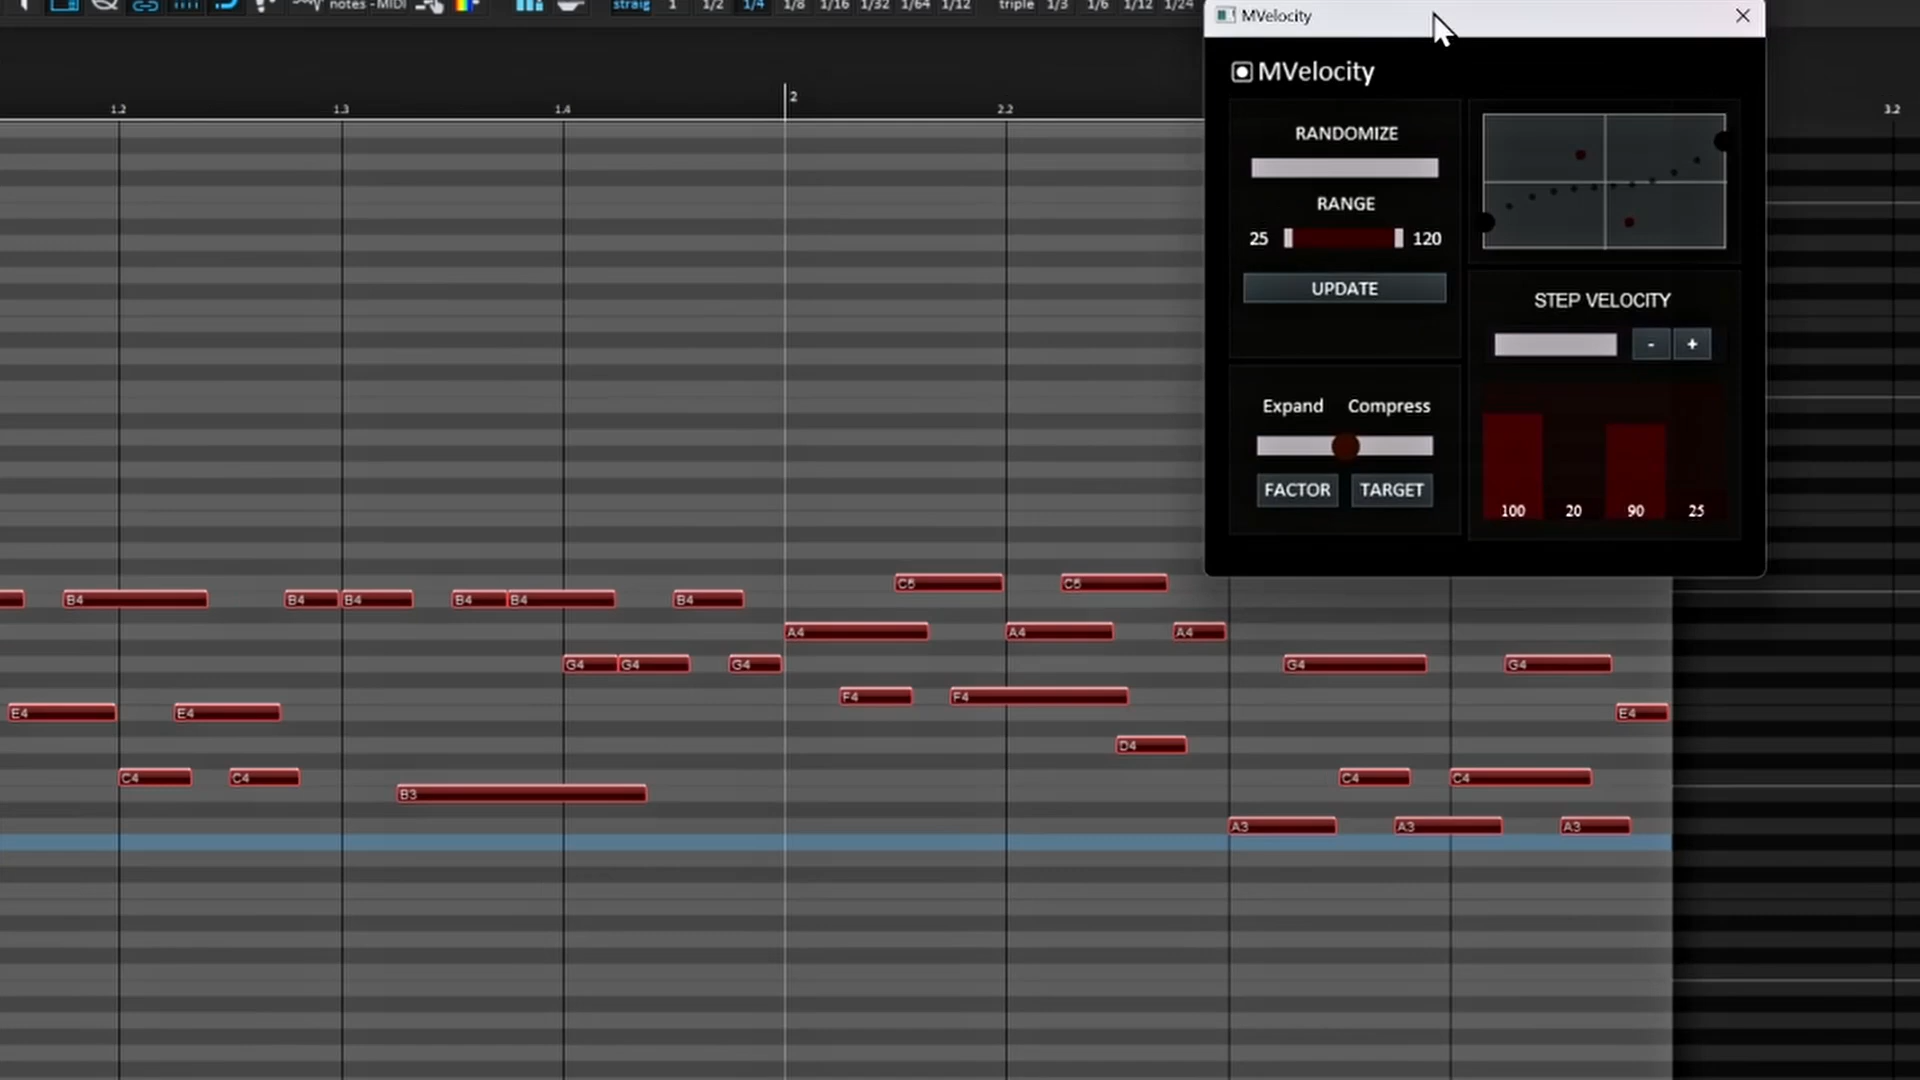 notes -MIDI straig 1 1/2 1/4 1/8 1/16 1/32 1/64 1/12 triple 1/3 1/6 1/12 1/24
MVelocity
MVelocity
1.2 1.3 1.4 2 2.2 3.2
RANDOMIZE
RANGE
25 120
UPDATE
STEP VELOCITY
- +
Expand Compress
FACTOR TARGET
100 20 90 25
C5 C5
B4 B4 B4 B4 B4 B4
A4 A4 A4
G4 G4 G4 G4 G4
F4 F4
E4 E4 E4
D4
C4 C4 C4 C4
B3
A3 A3 A3